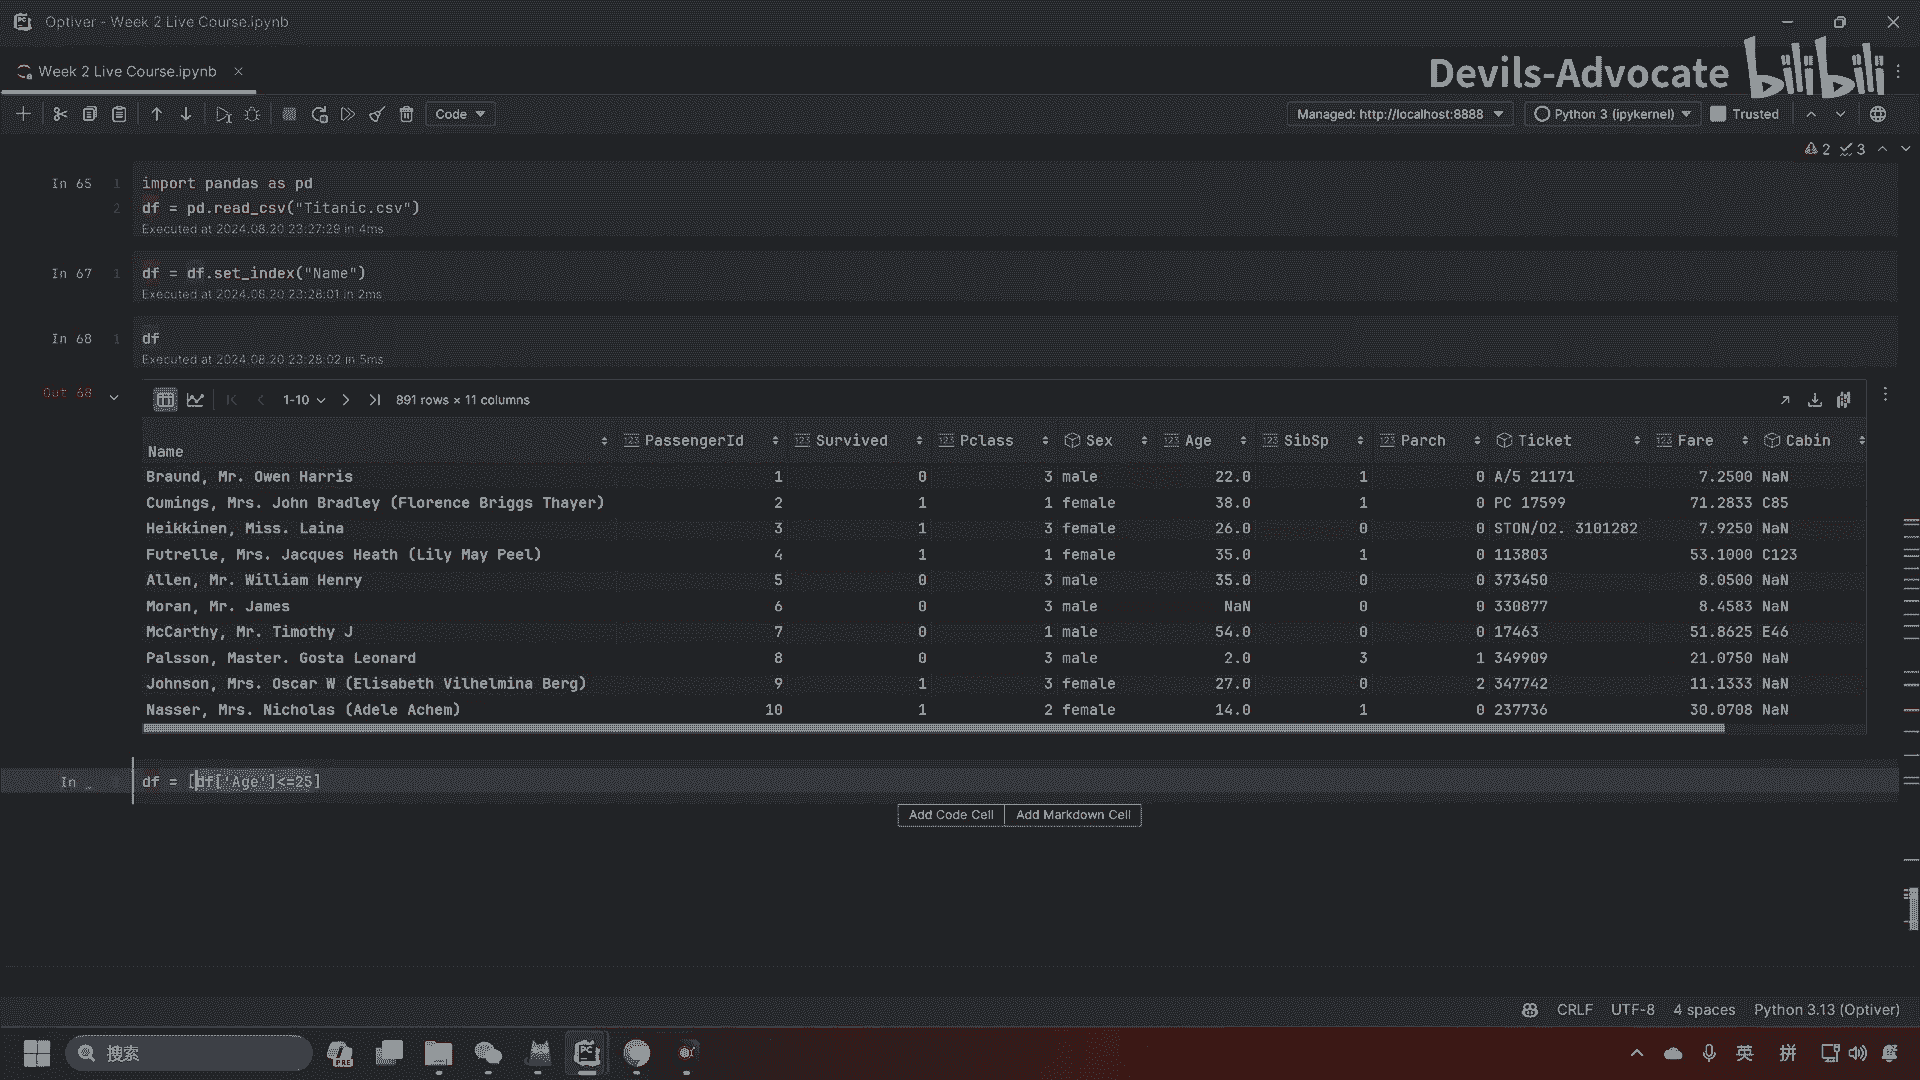 Optiver - Week 2 Live Course.ipynb
Week 2 Live Course.ipynb
Devils-Advocate bilibili
Code
Managed: http://localhost:8888
Python 3 (ipykernel)
Trusted
2 3
In 65 1 import pandas as pd
2 df = pd.read_csv("Titanic.csv")
Executed at 2024.08.20 23:27:29 in 4ms
In 67 1 df = df.set_index("Name")
Executed at 2024.08.20 23:28:01 in 2ms
In 68 1 df
Executed at 2024.08.20 23:28:02 in 5ms
Out 68
1-10 891 rows × 11 columns
Name PassengerId Survived Pclass Sex Age SibSp Parch Ticket Fare Cabin
Braund, Mr. Owen Harris 1 0 3 male 22.0 1 0 A/5 21171 7.2500 NaN
Cumings, Mrs. John Bradley (Florence Briggs Thayer) 2 1 1 female 38.0 1 0 PC 17599 71.2833 C85
Heikkinen, Miss. Laina 3 1 3 female 26.0 0 0 STON/O2. 3101282 7.9250 NaN
Futrelle, Mrs. Jacques Heath (Lily May Peel) 4 1 1 female 35.0 1 0 113803 53.1000 C123
Allen, Mr. William Henry 5 0 3 male 35.0 0 0 373450 8.0500 NaN
Moran, Mr. James 6 0 3 male NaN 0 0 330877 8.4583 NaN
McCarthy, Mr. Timothy J 7 0 1 male 54.0 0 0 17463 51.8625 E46
Palsson, Master. Gosta Leonard 8 0 3 male 2.0 3 1 349909 21.0750 NaN
Johnson, Mrs. Oscar W (Elisabeth Vilhelmina Berg) 9 1 3 female 27.0 0 2 347742 11.1333 NaN
Nasser, Mrs. Nicholas (Adele Achem) 10 1 2 female 14.0 1 0 237736 30.0708 NaN
In _ df = [df['Age']<=25]
Add Code Cell Add Markdown Cell
CRLF UTF-8 4 spaces Python 3.13 (Optiver)
搜索
英 拼